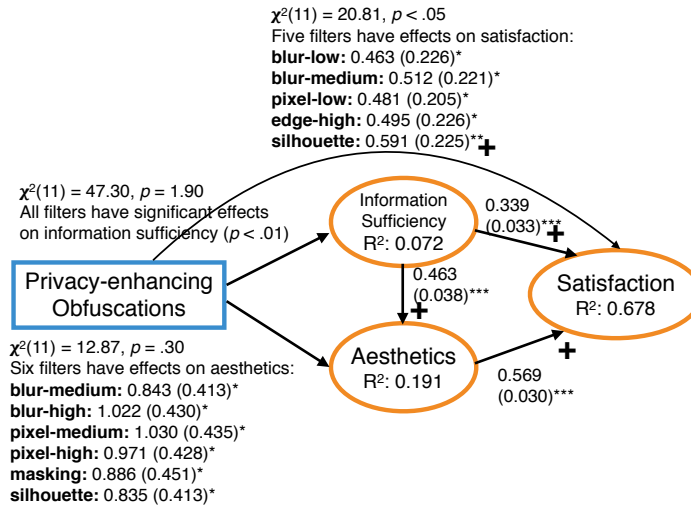 χ²(11) = 20.81, p < .05
Five filters have effects on satisfaction:
blur-low: 0.463 (0.226)*
blur-medium: 0.512 (0.221)*
pixel-low: 0.481 (0.205)*
edge-high: 0.495 (0.226)*
silhouette: 0.591 (0.225)**
+
χ²(11) = 47.30, p = 1.90
All filters have significant effects
on information sufficiency (p < .01)
Information
Sufficiency
R²: 0.072
0.339
(0.033)***
+
Privacy-enhancing
Obfuscations
0.463
(0.038)***
+
Satisfaction
R²: 0.678
Aesthetics
R²: 0.191
+
0.569
(0.030)***
χ²(11) = 12.87, p = .30
Six filters have effects on aesthetics:
blur-medium: 0.843 (0.413)*
blur-high: 1.022 (0.430)*
pixel-medium: 1.030 (0.435)*
pixel-high: 0.971 (0.428)*
masking: 0.886 (0.451)*
silhouette: 0.835 (0.413)*